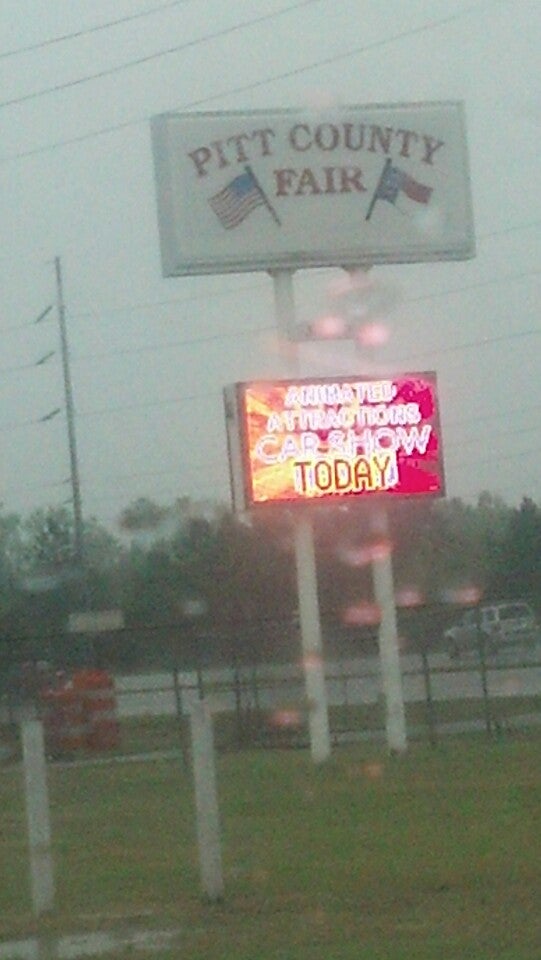 PITT COUNTY
FAIR
ANIMATED
ATTRACTIONS
CAR SHOW
TODAY